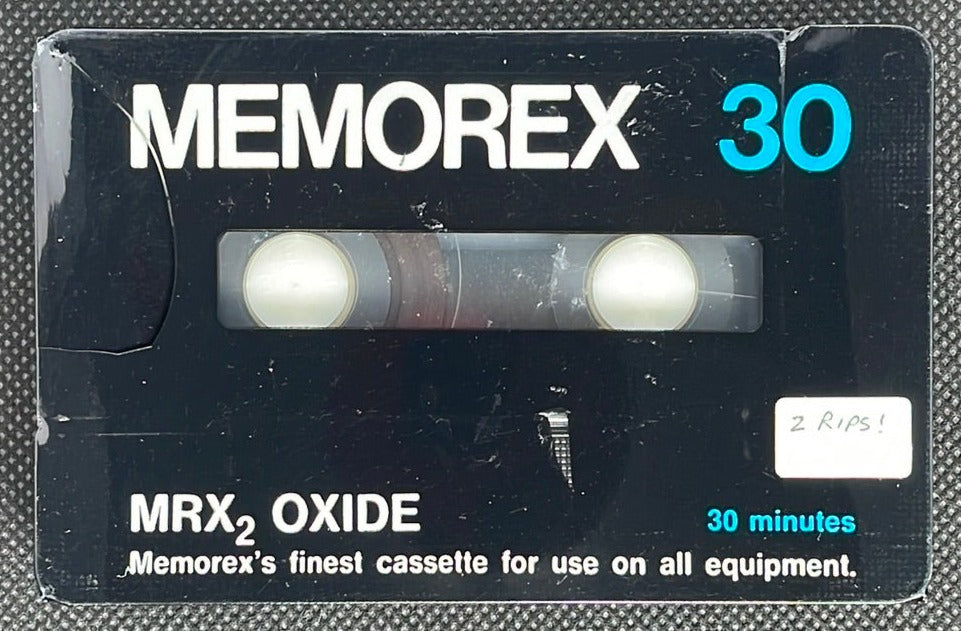 MEMOREX 30
2 RIPS!
MRX2 OXIDE
30 minutes
Memorex's finest cassette for use on all equipment.